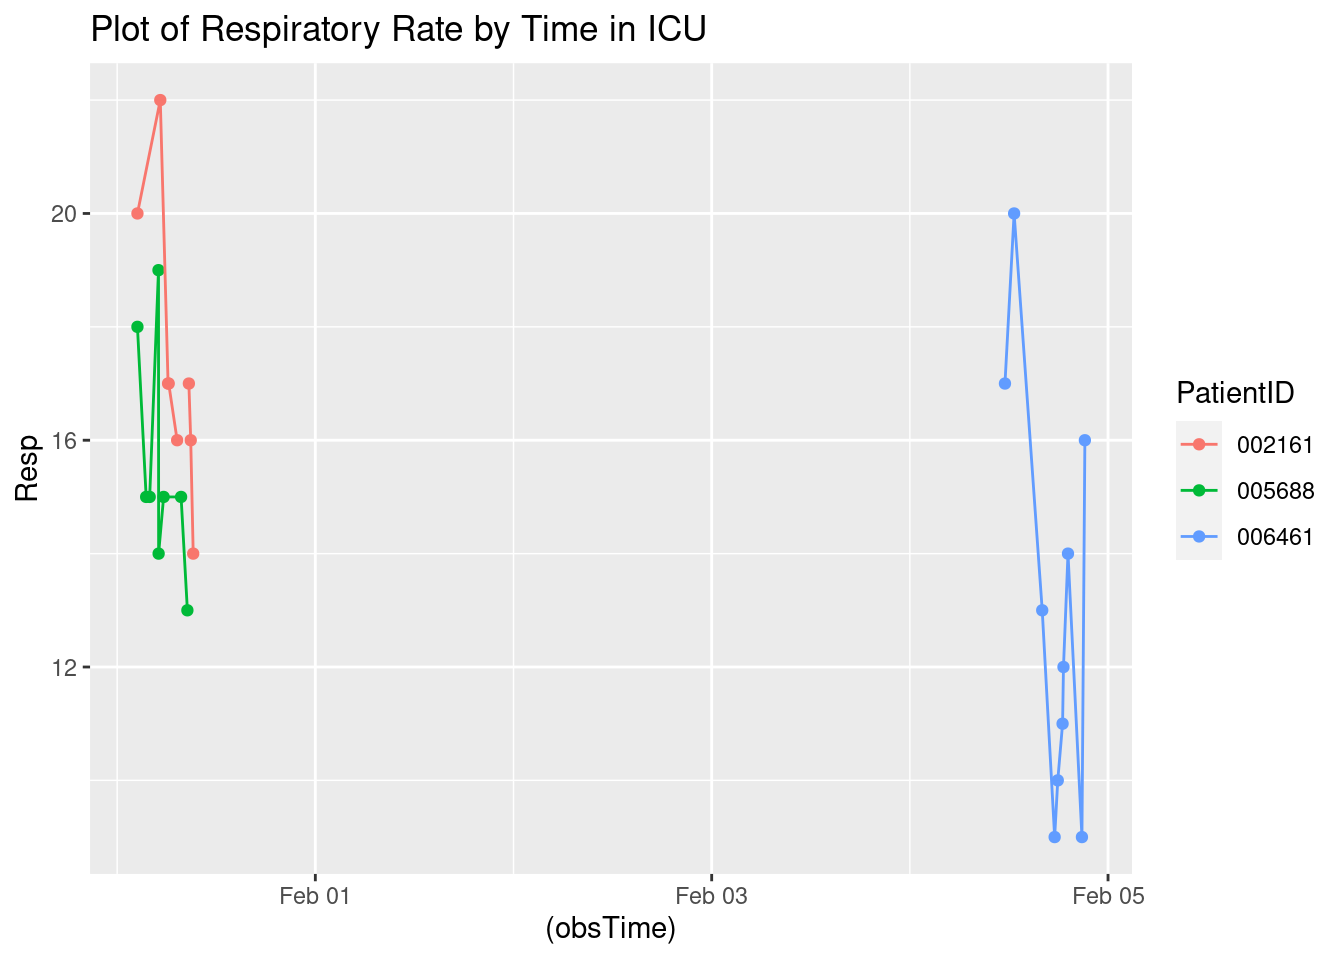 Plot of Respiratory Rate by Time in ICU
20
16
12
Resp
Feb 01
Feb 03
Feb 05
(obsTime)
PatientID
002161
005688
006461